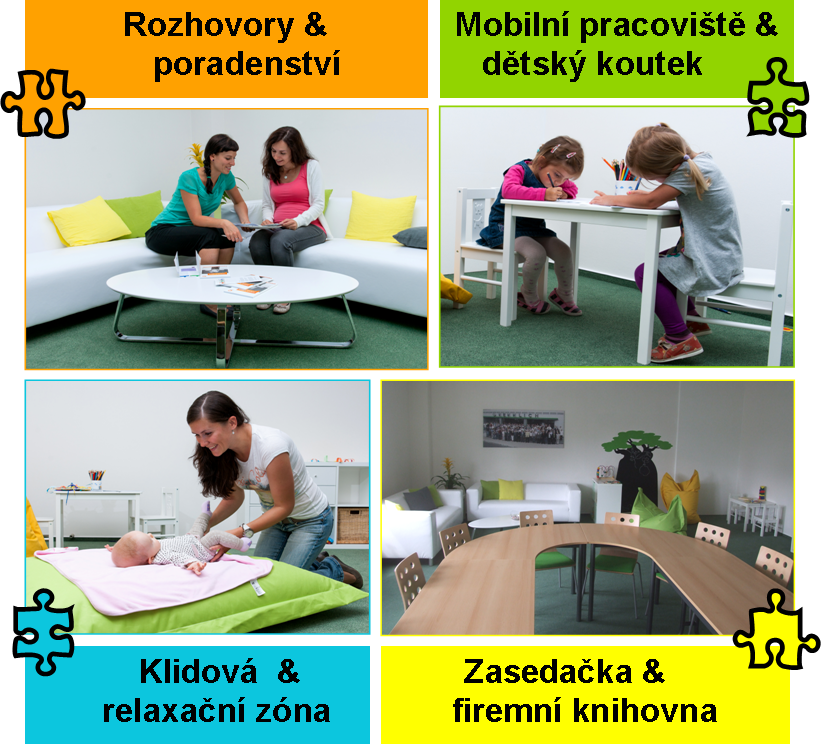 Rozhovory &
poradenství
Mobilní pracoviště &
dětský koutek
Klidová &
relaxační zóna
Zasedačka &
firemní knihovna